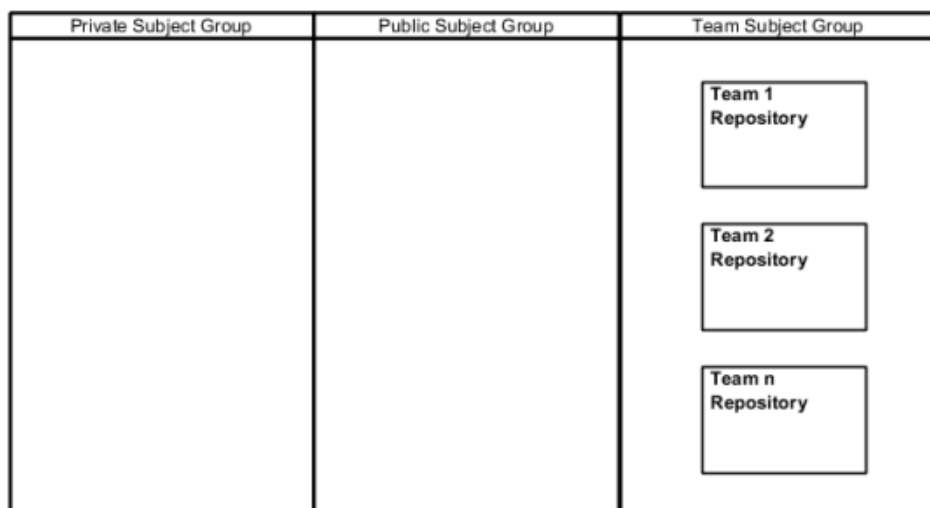 Private Subject Group
Public Subject Group
Team Subject Group
Team 1
Repository
Team 2
Repository
Team n
Repository